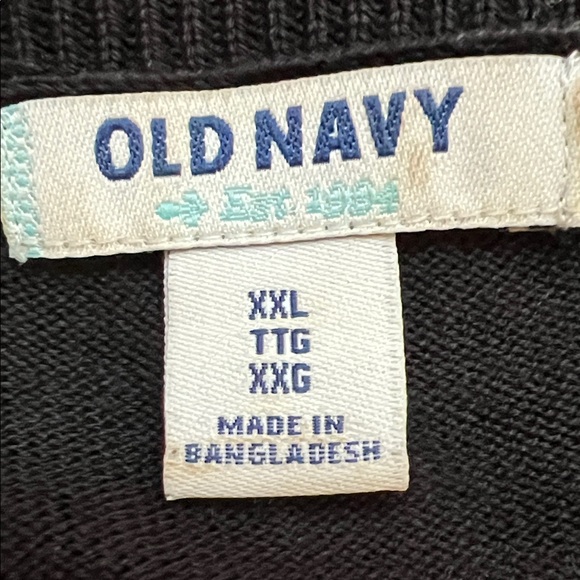 OLD NAVY
Est 1994
XXL
TTG
XXG
MADE IN
BANGLADESH